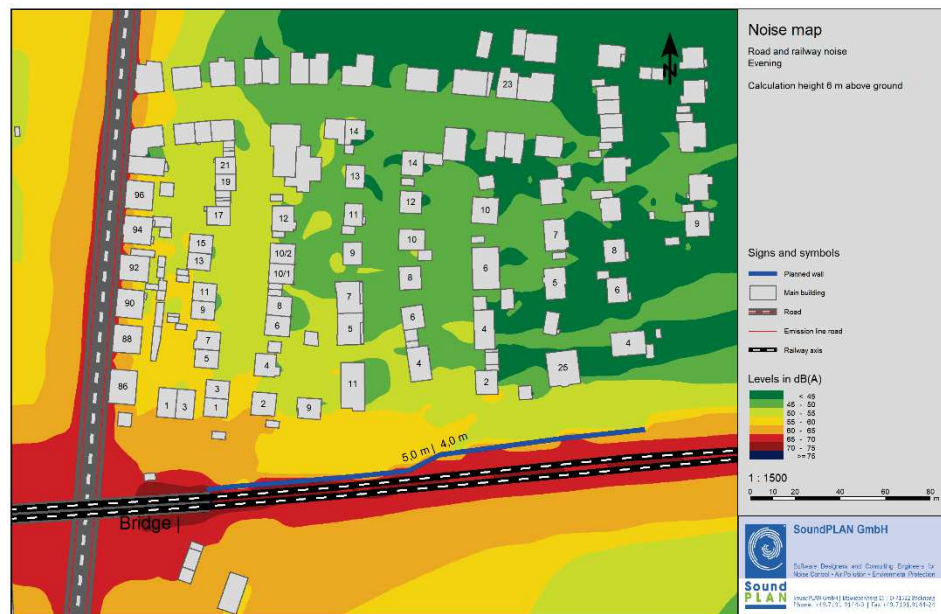 Noise map
Road and railway noise
Evening
Calculation height 6 m above ground
N
23
14
14
21
19
13
96
17
11
12
12
10
9
94
15
10
7
92
13
10/2
9
8
8
10/1
6
5
6
90
11
8
7
9
6
5
6
4
88
7
5
4
4
4
25
86
3
11
2
1
3
1
2
9
5,0 m | 4,0 m
Bridge |
Signs and symbols
Planned wall
Main building
Road
Emission line road
Railway axis
Levels in dB(A)
< 45
45 - 50
50 - 55
55 - 60
60 - 65
65 - 70
70 - 75
>= 75
1 : 1500
0 10 20 40 60 80
m
SoundPLAN GmbH
Software Designers and Consulting Engineers for
Noise Control - Air Pollution - Environmental Protection
Sound
PLAN